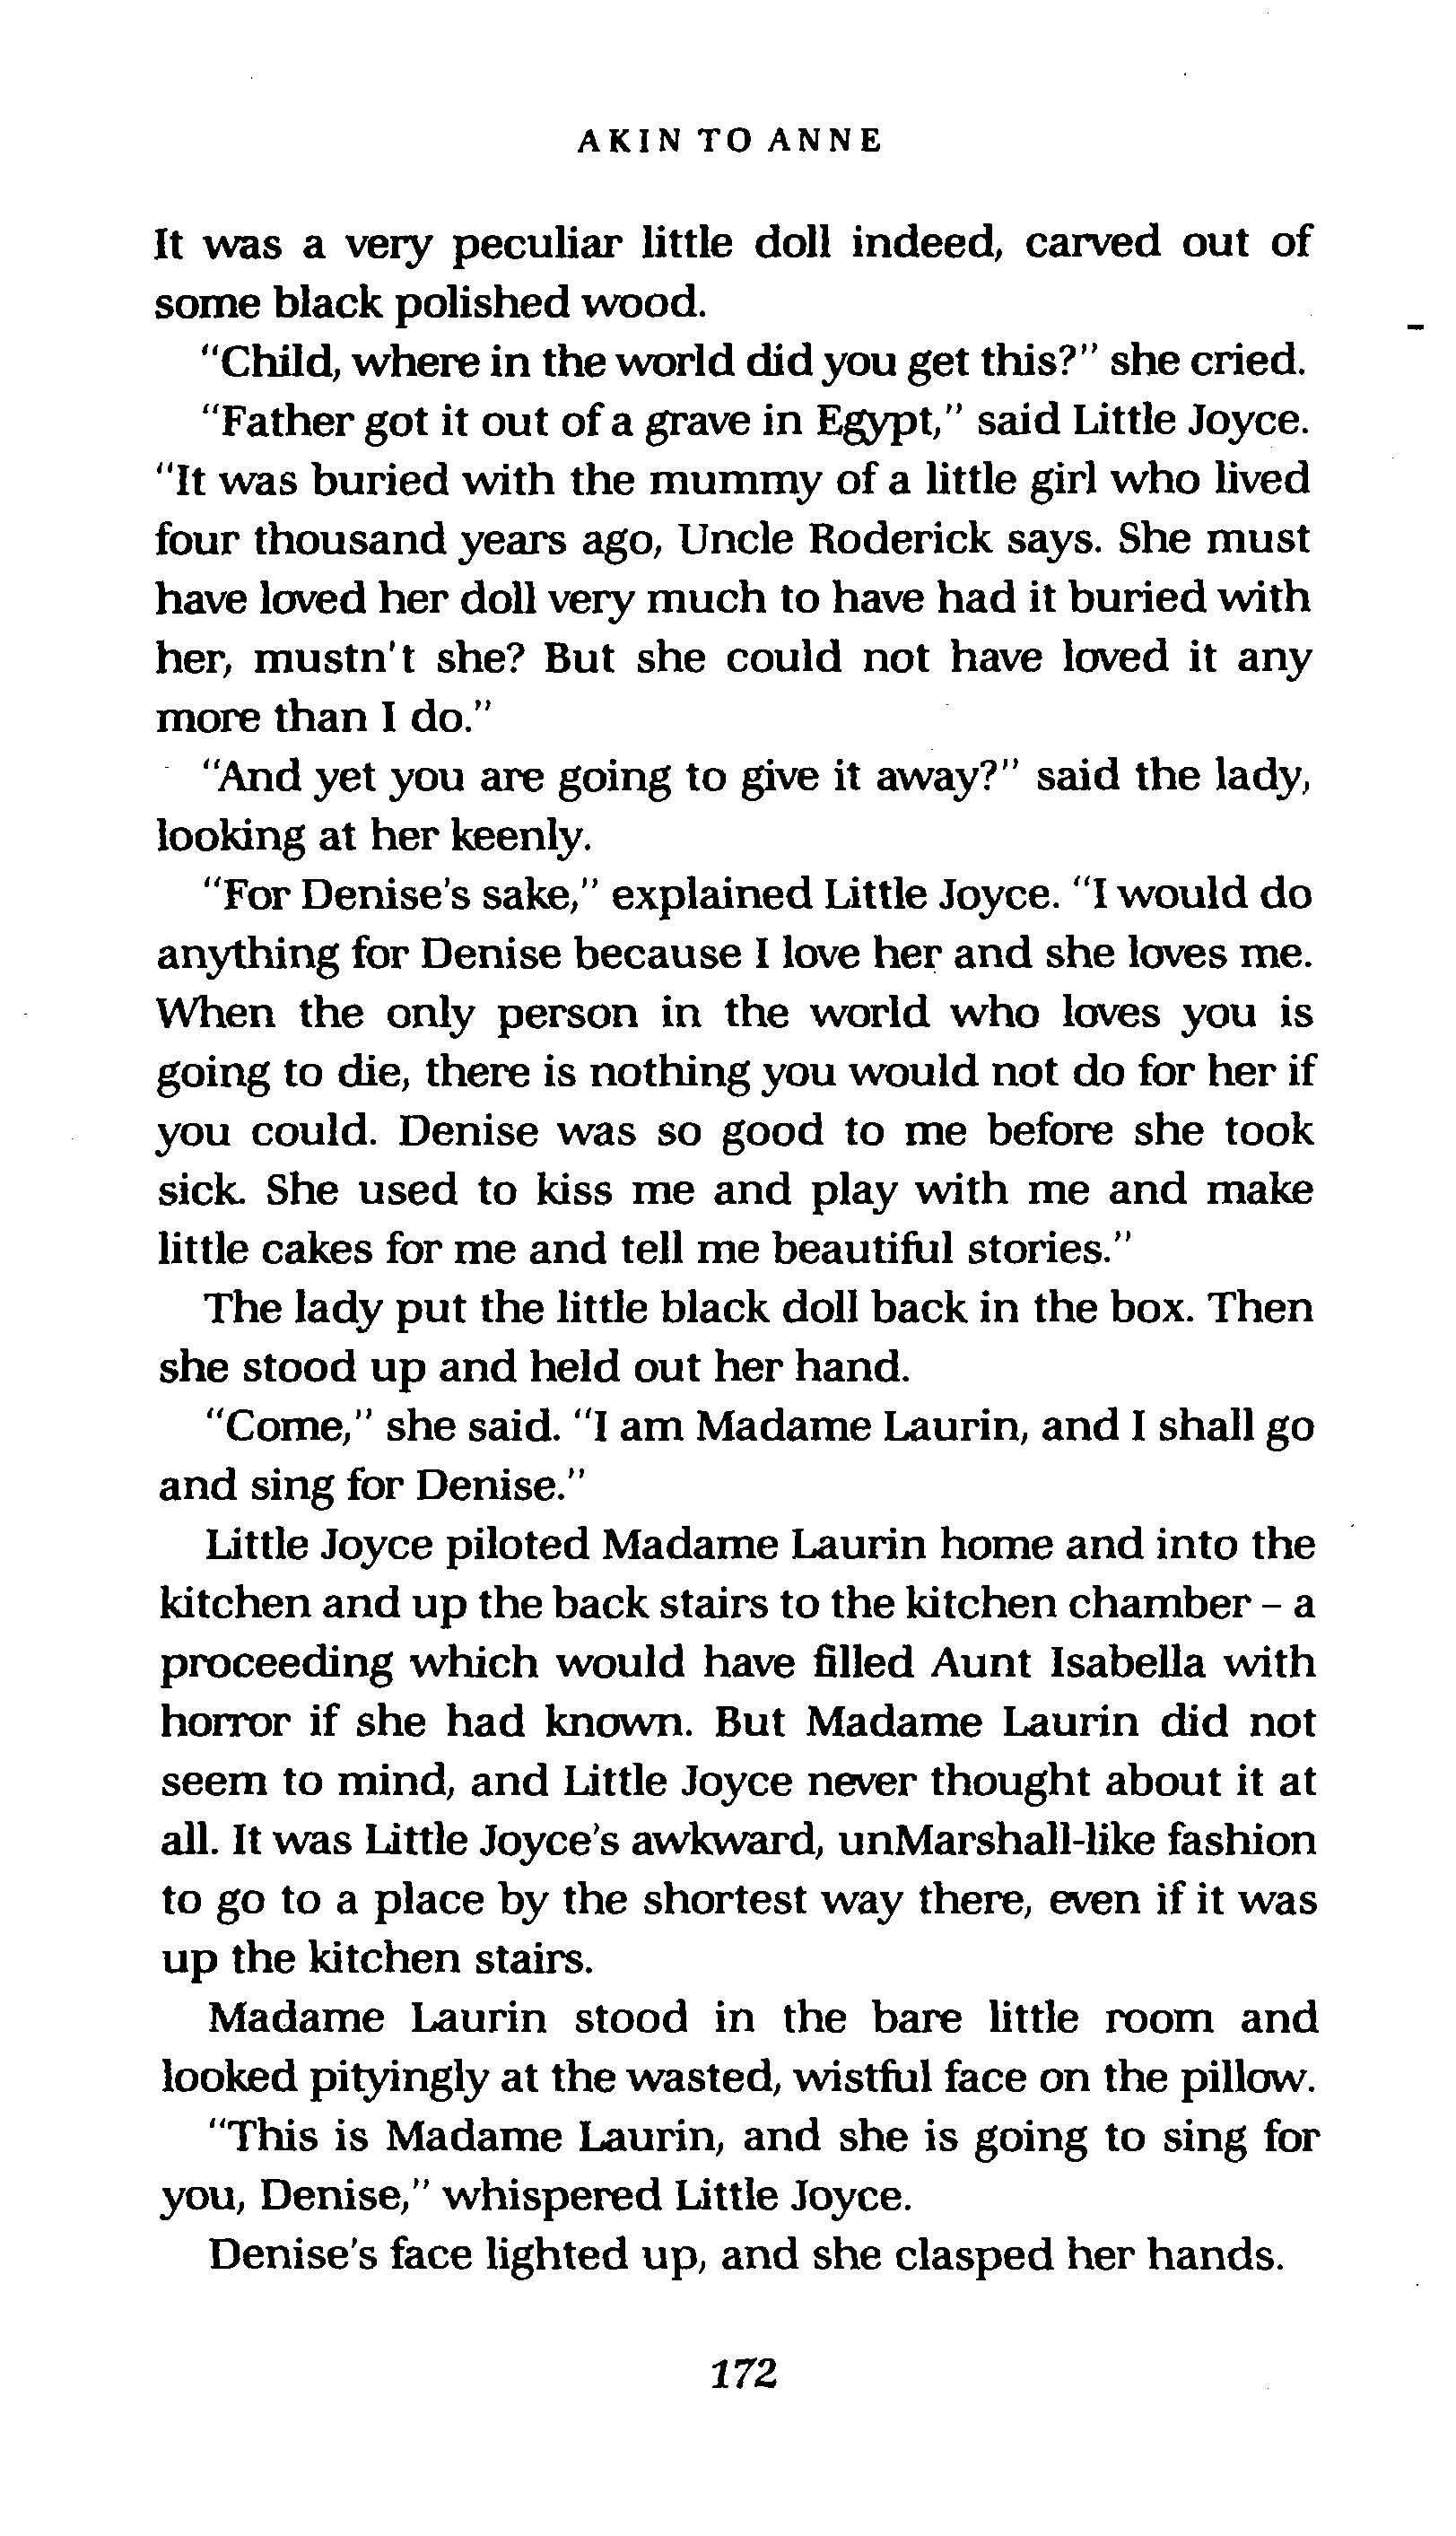 AKIN TO ANNE
It was a very peculiar little doll indeed, carved out of
some black polished wood.
"Child, where in the world did you get this?" she cried.
"Father got it out of a grave in Egypt," said Little Joyce.
"It was buried with the mummy of a little girl who lived
four thousand years ago, Uncle Roderick says. She must
have loved her doll very much to have had it buried with
her, mustn't she? But she could not have loved it any
more than I do."
"And yet you are going to give it away?" said the lady,
looking at her keenly.
"For Denise's sake," explained Little Joyce. "I would do
anything for Denise because I love her and she loves me.
When the only person in the world who loves you is
going to die, there is nothing you would not do for her if
you could. Denise was so good to me before she took
sick. She used to kiss me and play with me and make
little cakes for me and tell me beautiful stories."
The lady put the little black doll back in the box. Then
she stood up and held out her hand.
"Come," she said. "I am Madame Laurin, and I shall go
and sing for Denise."
Little Joyce piloted Madame Laurin home and into the
kitchen and up the back stairs to the kitchen chamber – a
proceeding which would have filled Aunt Isabella with
horror if she had known. But Madame Laurin did not
seem to mind, and Little Joyce never thought about it at
all. It was Little Joyce's awkward, unMarshall-like fashion
to go to a place by the shortest way there, even if it was
up the kitchen stairs.
Madame Laurin stood in the bare little room and
looked pityingly at the wasted, wistful face on the pillow.
"This is Madame Laurin, and she is going to sing for
you, Denise," whispered Little Joyce.
Denise's face lighted up, and she clasped her hands.
172